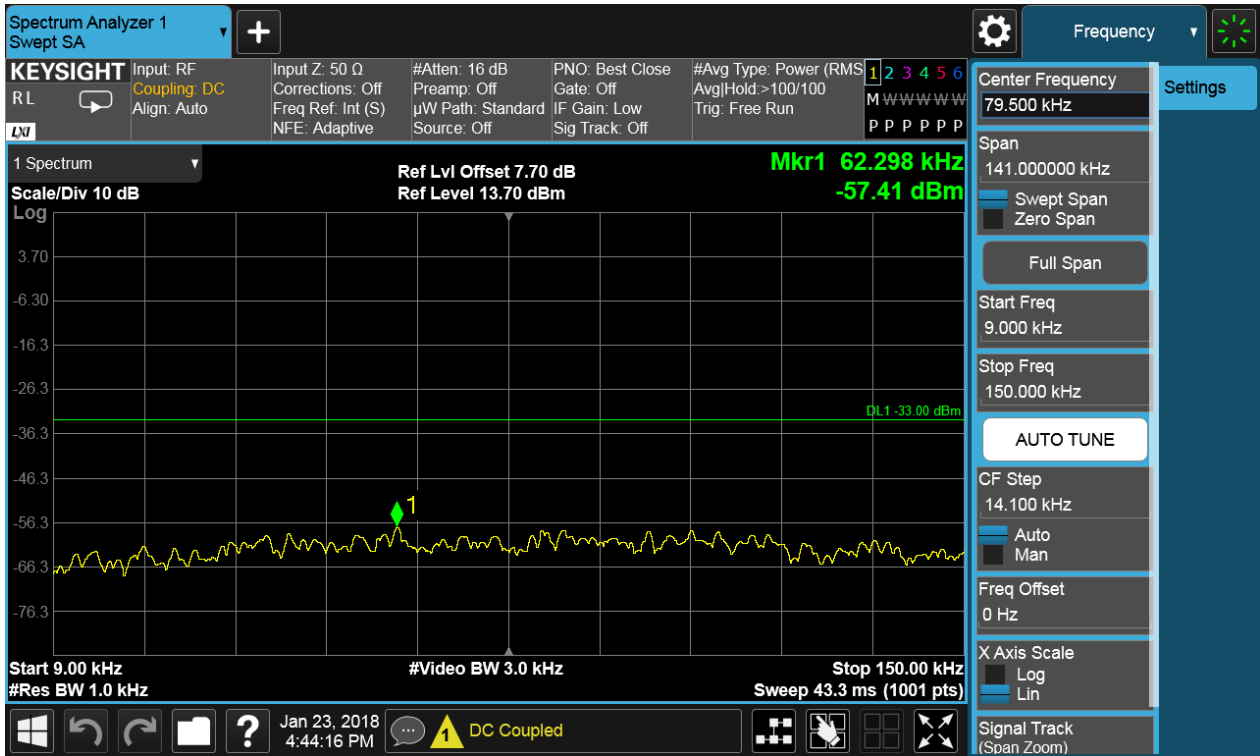 Spectrum Analyzer 1
Swept SA
+
Frequency
KEYSIGHT
R L
LXI
Input: RF
Coupling: DC
Align: Auto
Input Z: 50 Ω
Corrections: Off
Freq Ref: Int (S)
NFE: Adaptive
#Atten: 16 dB
Preamp: Off
µW Path: Standard
Source: Off
PNO: Best Close
Gate: Off
IF Gain: Low
Sig Track: Off
#Avg Type: Power (RMS
Avg|Hold:>100/100
Trig: Free Run
1 2 3 4 5 6
M W W W W W
P P P P P P
1 Spectrum
Scale/Div 10 dB
Log
Ref Lvl Offset 7.70 dB
Ref Level 13.70 dBm
Mkr1 62.298 kHz
-57.41 dBm
3.70
-6.30
-16.3
-26.3
DL1 -33.00 dBm
-36.3
-46.3
1
-56.3
-66.3
-76.3
Start 9.00 kHz
#Res BW 1.0 kHz
#Video BW 3.0 kHz
Stop 150.00 kHz
Sweep 43.3 ms (1001 pts)
Center Frequency
79.500 kHz
Span
141.000000 kHz
Swept Span
Zero Span
Full Span
Start Freq
9.000 kHz
Stop Freq
150.000 kHz
AUTO TUNE
CF Step
14.100 kHz
Auto
Man
Freq Offset
0 Hz
X Axis Scale
Log
Lin
Signal Track
(Span Zoom)
Settings
?
Jan 23, 2018
4:44:16 PM
1
DC Coupled